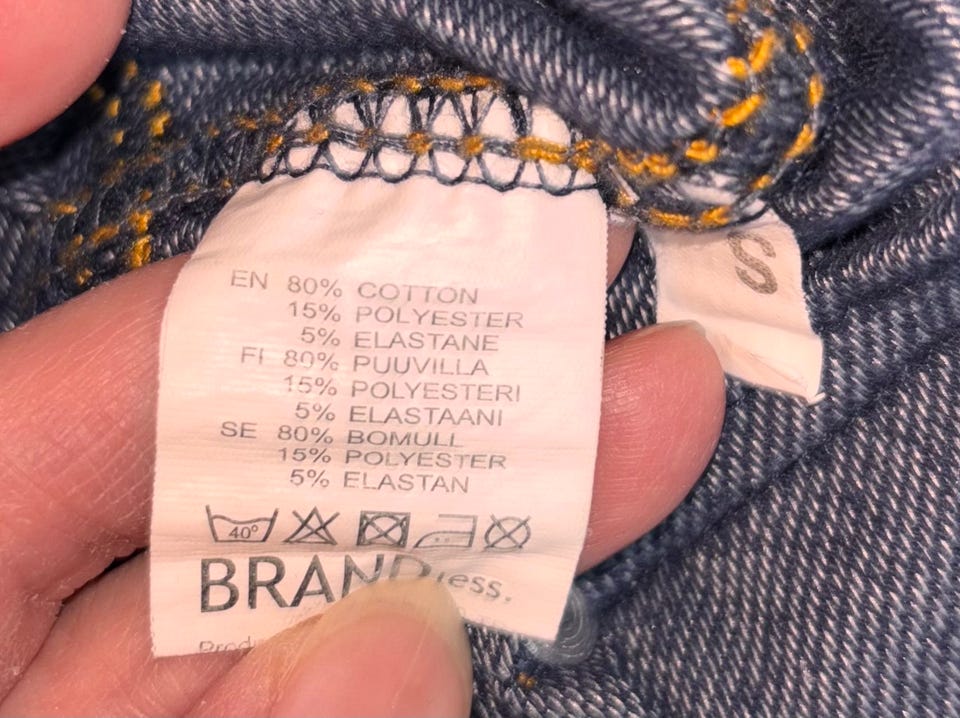 EN 80% COTTON
15% POLYESTER
5% ELASTANE
FI 80% PUUVILLA
15% POLYESTERI
5% ELASTAANI
SE 80% BOMULL
15% POLYESTER
5% ELASTAN
40°
BRANDless.
S